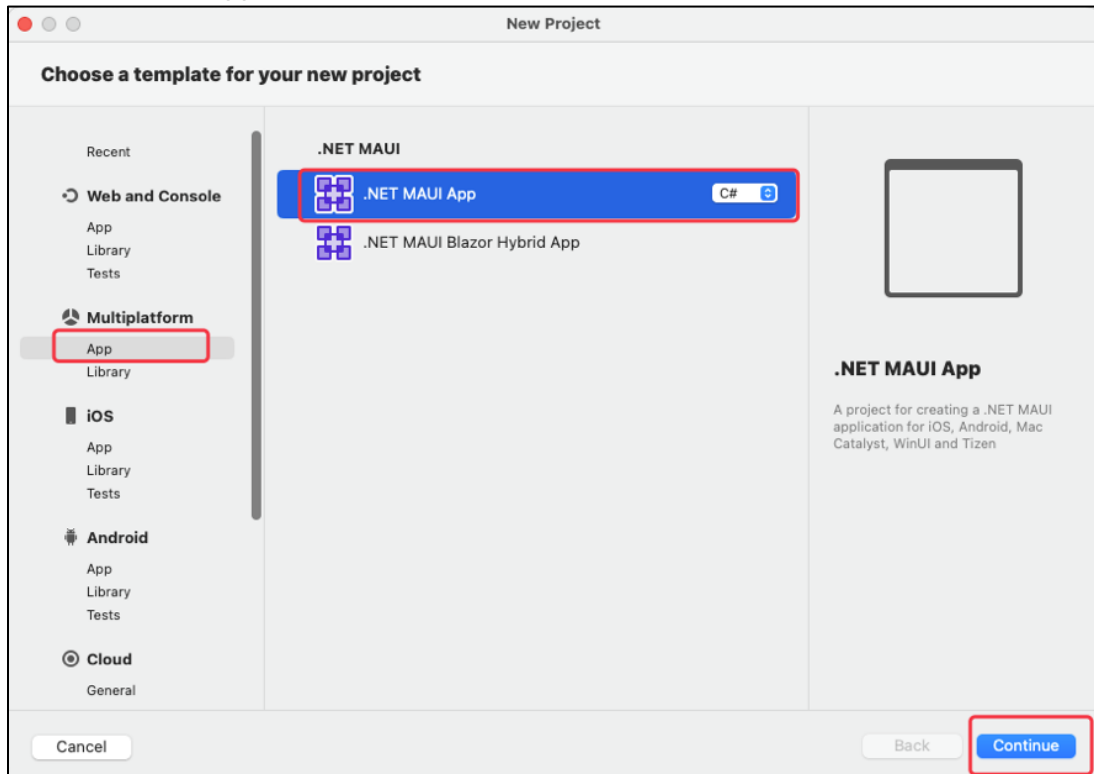 New Project
Choose a template for your new project
Recent
Web and Console
App
Library
Tests
Multiplatform
App
Library
iOS
App
Library
Tests
Android
App
Library
Tests
Cloud
General
.NET MAUI
.NET MAUI App
C#
.NET MAUI Blazor Hybrid App
.NET MAUI App
A project for creating a .NET MAUI
application for iOS, Android, Mac
Catalyst, WinUI and Tizen
Cancel
Back
Continue